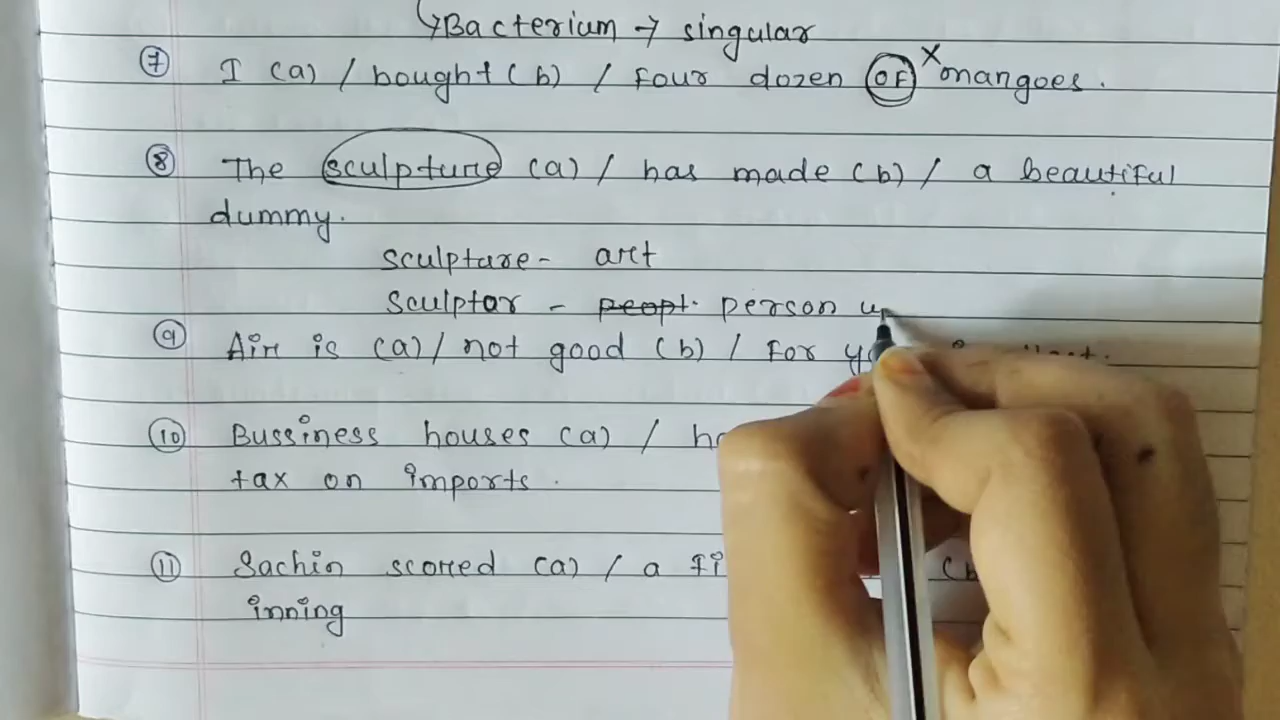 ↳Bacterium → singular
⑦ I (a) / bought (b) / four dozen of x mangoes.
⑧ The sculpture (a) / has made (b) / a beautiful
dummy.
sculpture - art
sculptor - peopl. person
⑨ Air is (a) / not good (b) / for
⑩ Bussiness houses (a) /
tax on imports.
⑪ Sachin scored (a) / a
inning